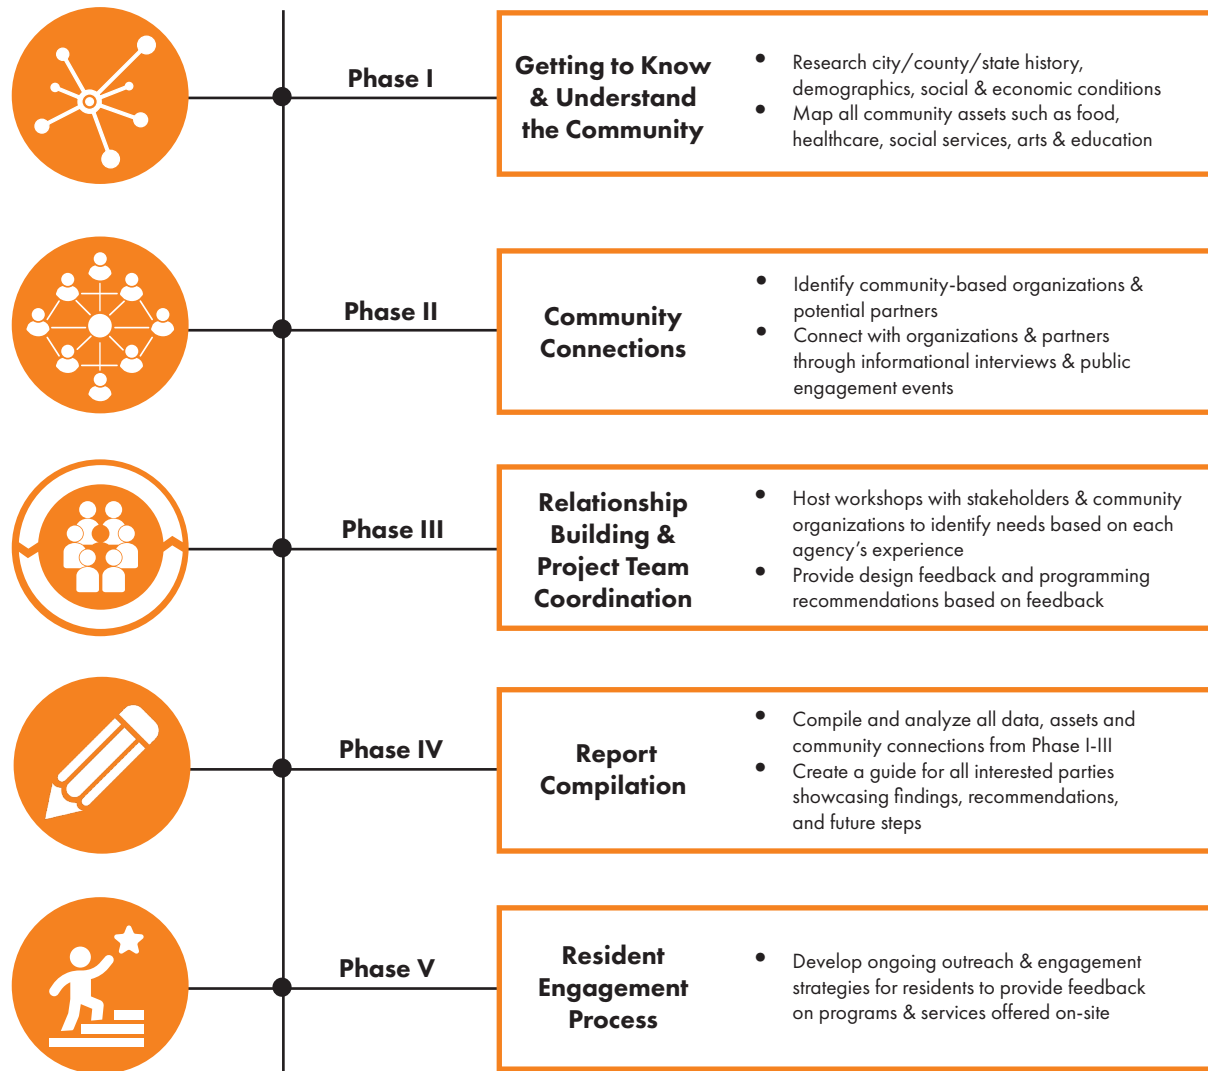 Phase I
Getting to Know
& Understand
the Community
• Research city/county/state history,
demographics, social & economic conditions
• Map all community assets such as food,
healthcare, social services, arts & education
Phase II
Community
Connections
• Identify community-based organizations &
potential partners
• Connect with organizations & partners
through informational interviews & public
engagement events
Phase III
Relationship
Building &
Project Team
Coordination
• Host workshops with stakeholders & community
organizations to identify needs based on each
agency’s experience
• Provide design feedback and programming
recommendations based on feedback
Phase IV
Report
Compilation
• Compile and analyze all data, assets and
community connections from Phase I-III
• Create a guide for all interested parties
showcasing findings, recommendations,
and future steps
Phase V
Resident
Engagement
Process
• Develop ongoing outreach & engagement
strategies for residents to provide feedback
on programs & services offered on-site